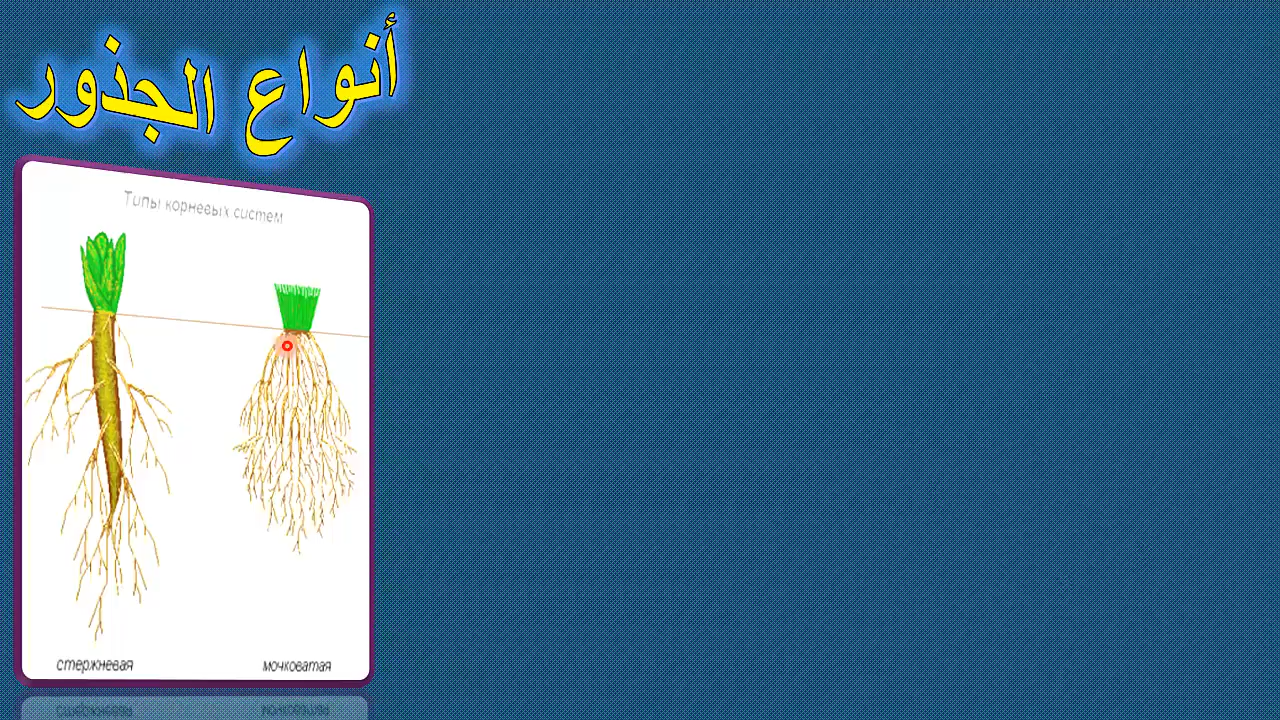 أنواع الجذور
Типы корневых систем
стержневая
мочковатая